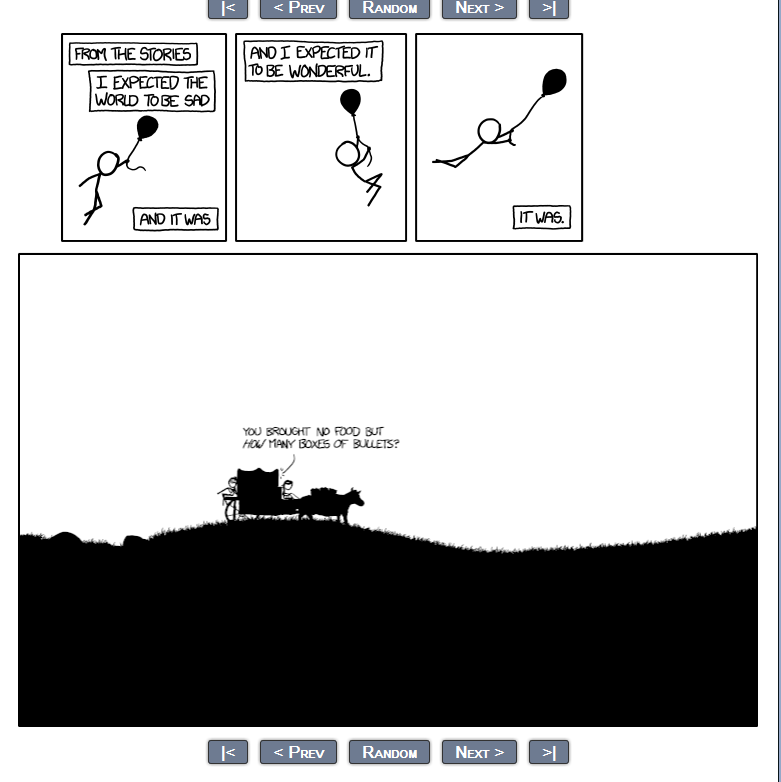 |< < PREV RANDOM NEXT > >|
FROM THE STORIES
I EXPECTED THE
WORLD TO BE SAD
AND IT WAS
AND I EXPECTED IT
TO BE WONDERFUL.
IT WAS.
YOU BROUGHT NO FOOD BUT
HOW MANY BOXES OF BULLETS?
|< < PREV RANDOM NEXT > >|